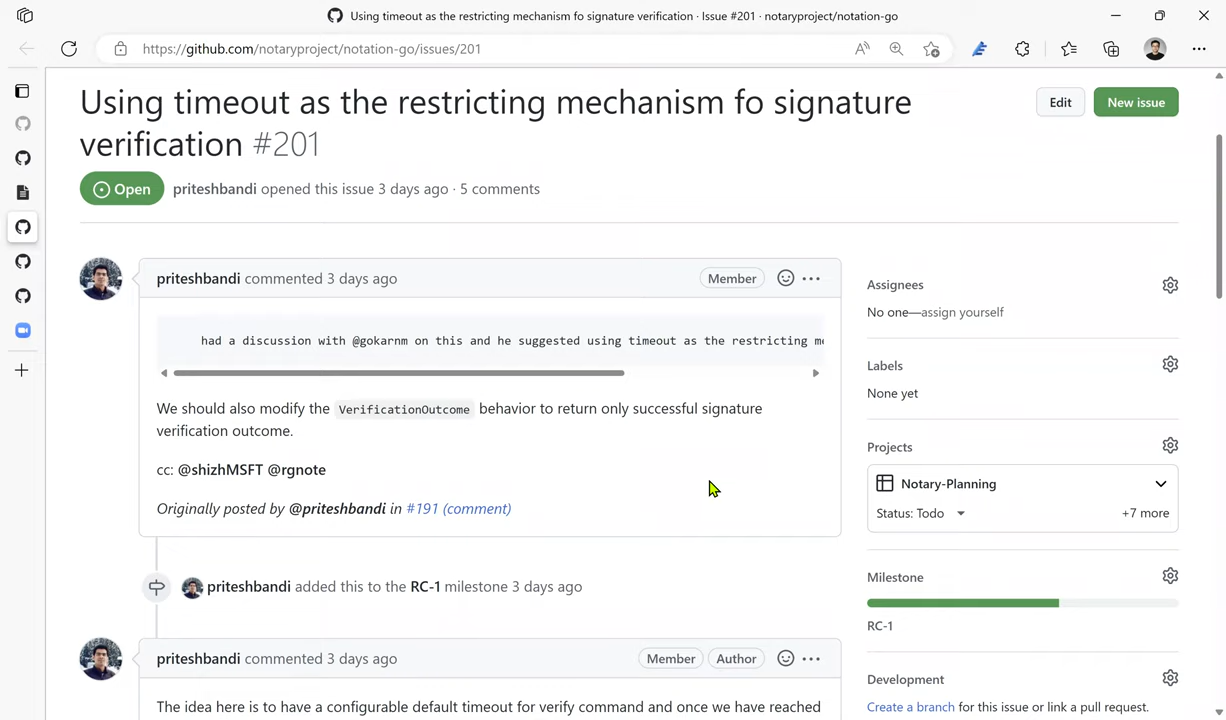 Using timeout as the restricting mechanism fo signature verification · Issue #201 · notaryproject/notation-go
https://github.com/notaryproject/notation-go/issues/201
Using timeout as the restricting mechanism fo signature
verification #201
Edit
New issue
Open
priteshbandi opened this issue 3 days ago · 5 comments
priteshbandi commented 3 days ago
Member
had a discussion with @gokarnm on this and he suggested using timeout as the restricting
We should also modify the VerificationOutcome behavior to return only successful signature
verification outcome.
cc: @shizhMSFT @rgnote
Originally posted by @priteshbandi in #191 (comment)
priteshbandi added this to the RC-1 milestone 3 days ago
priteshbandi commented 3 days ago
Member
Author
The idea here is to have a configurable default timeout for verify command and once we have reached
Assignees
No one—assign yourself
Labels
None yet
Projects
Notary-Planning
Status: Todo
+7 more
Milestone
RC-1
Development
Create a branch for this issue or link a pull request.